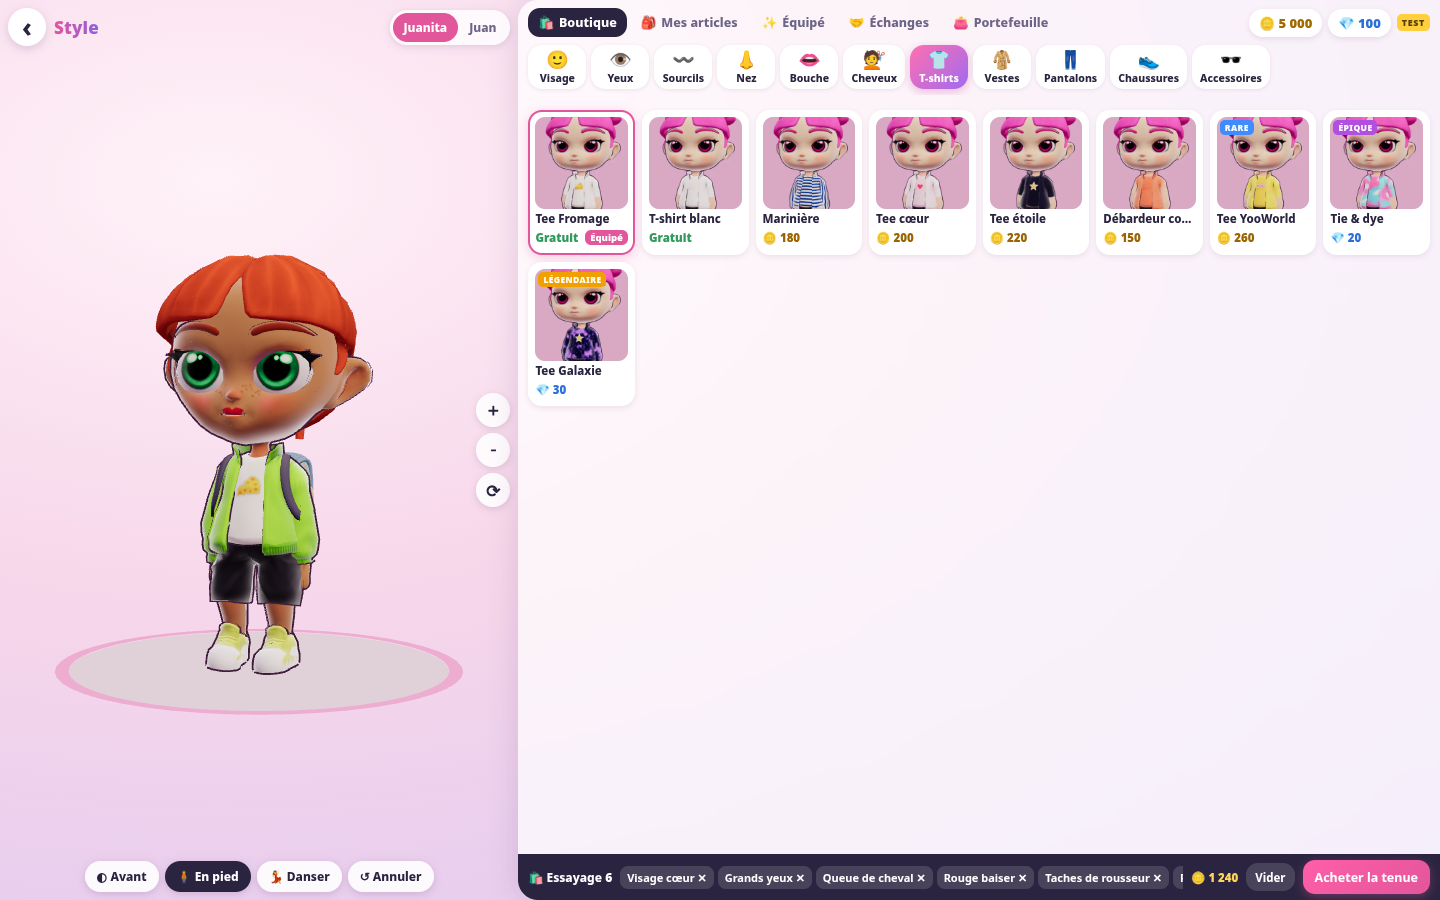 Style
Juanita
Juan
Boutique
Mes articles
Équipé
Échanges
Portefeuille
5 000
100
TEST
Visage
Yeux
Sourcils
Nez
Bouche
Cheveux
T-shirts
Vestes
Pantalons
Chaussures
Accessoires
Tee Fromage
Gratuit
Équipé
T-shirt blanc
Gratuit
Marinière
180
Tee cœur
200
Tee étoile
220
Débardeur co...
150
RARE
Tee YooWorld
260
ÉPIQUE
Tie & dye
20
LÉGENDAIRE
Tee Galaxie
30
+
-
Avant
En pied
Danser
Annuler
Essayage 6
Visage cœur ✕
Grands yeux ✕
Queue de cheval ✕
Rouge baiser ✕
Taches de rousseur ✕
1 240
Vider
Acheter la tenue